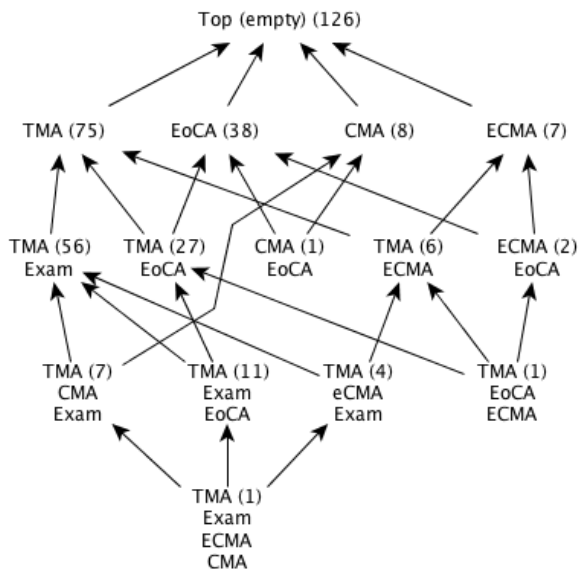 Top (empty) (126)
TMA (75)
EoCA (38)
CMA (8)
ECMA (7)
TMA (56)
Exam
TMA (27)
EoCA
CMA (1)
EoCA
TMA (6)
ECMA
ECMA (2)
EoCA
TMA (7)
CMA
Exam
TMA (11)
Exam
EoCA
TMA (4)
eCMA
Exam
TMA (1)
EoCA
ECMA
TMA (1)
Exam
ECMA
CMA